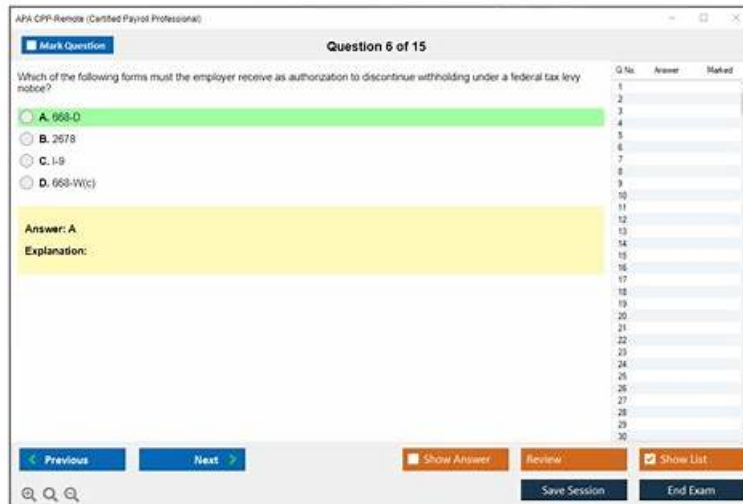 APA CPP-Remote (Certified Payroll Professional)
Mark Question
Question 6 of 15
Which of the following forms must the employer receive as authorization to discontinue withholding under a federal tax levy
notice?
A. 668-D
B. 2678
C. I-9
D. 668-W(c)
Answer: A
Explanation:
Q No. Answer Marked
1
2
3
4
5
6
7
8
9
10
11
12
13
14
15
16
17
18
19
20
21
22
23
24
25
26
27
28
29
30
Previous
Next
Show Answer
Review
Show List
Save Session
End Exam